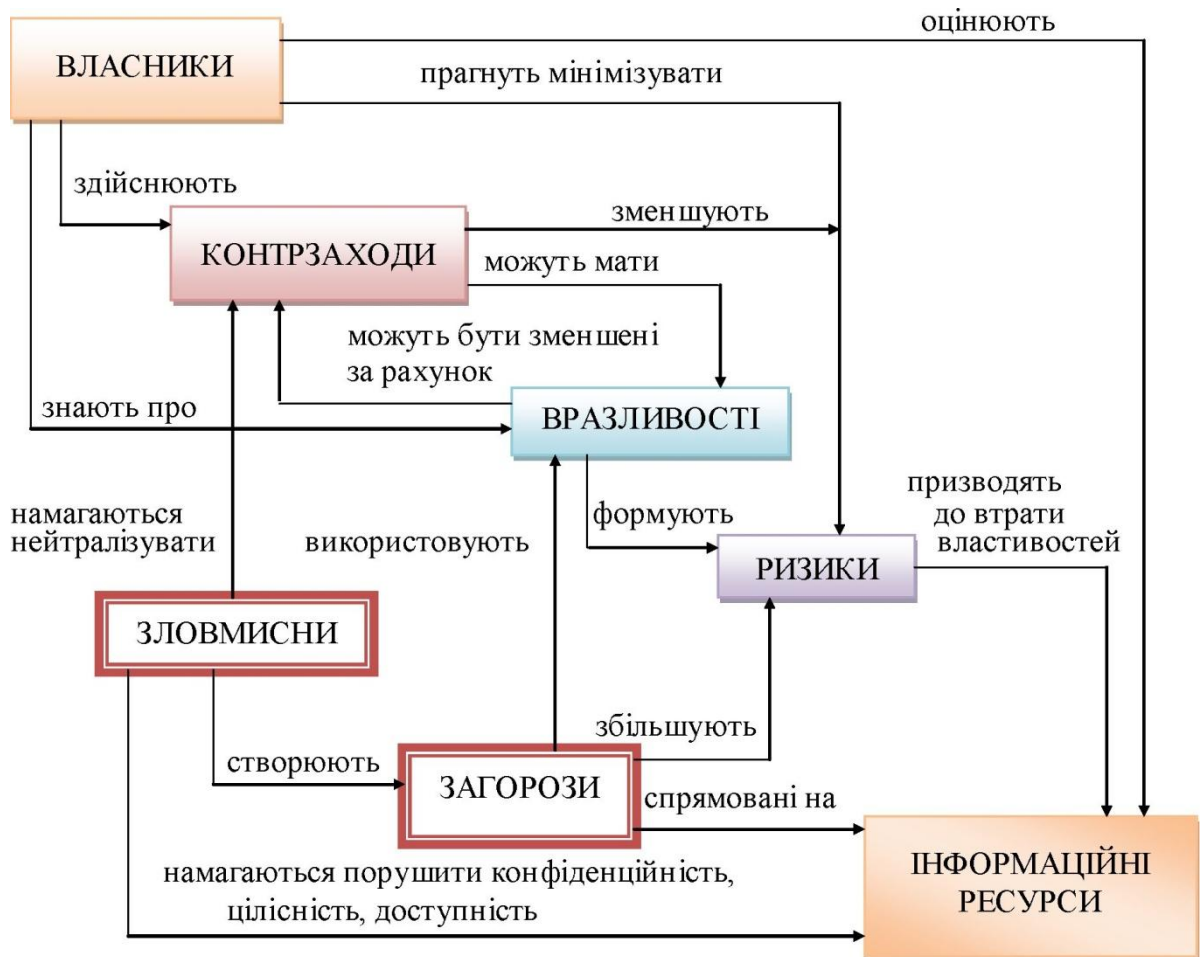 оцінюють
ВЛАСНИКИ
прагнуть мінімізувати
здійснюють
зменшують
КОНТРЗАХОДИ
можуть мати
можуть бути зменшені
за рахунок
знають про
ВРАЗЛИВОСТІ
призводять
до втрати
властивостей
намагаються
нейтралізувати
використовують
формують
РИЗИКИ
ЗЛОВМИСНИ
збільшують
створюють
ЗАГОРОЗИ
спрямовані на
намагаються порушити конфіденційність,
цілісність, доступність
ІНФОРМАЦІЙНІ
РЕСУРСИ